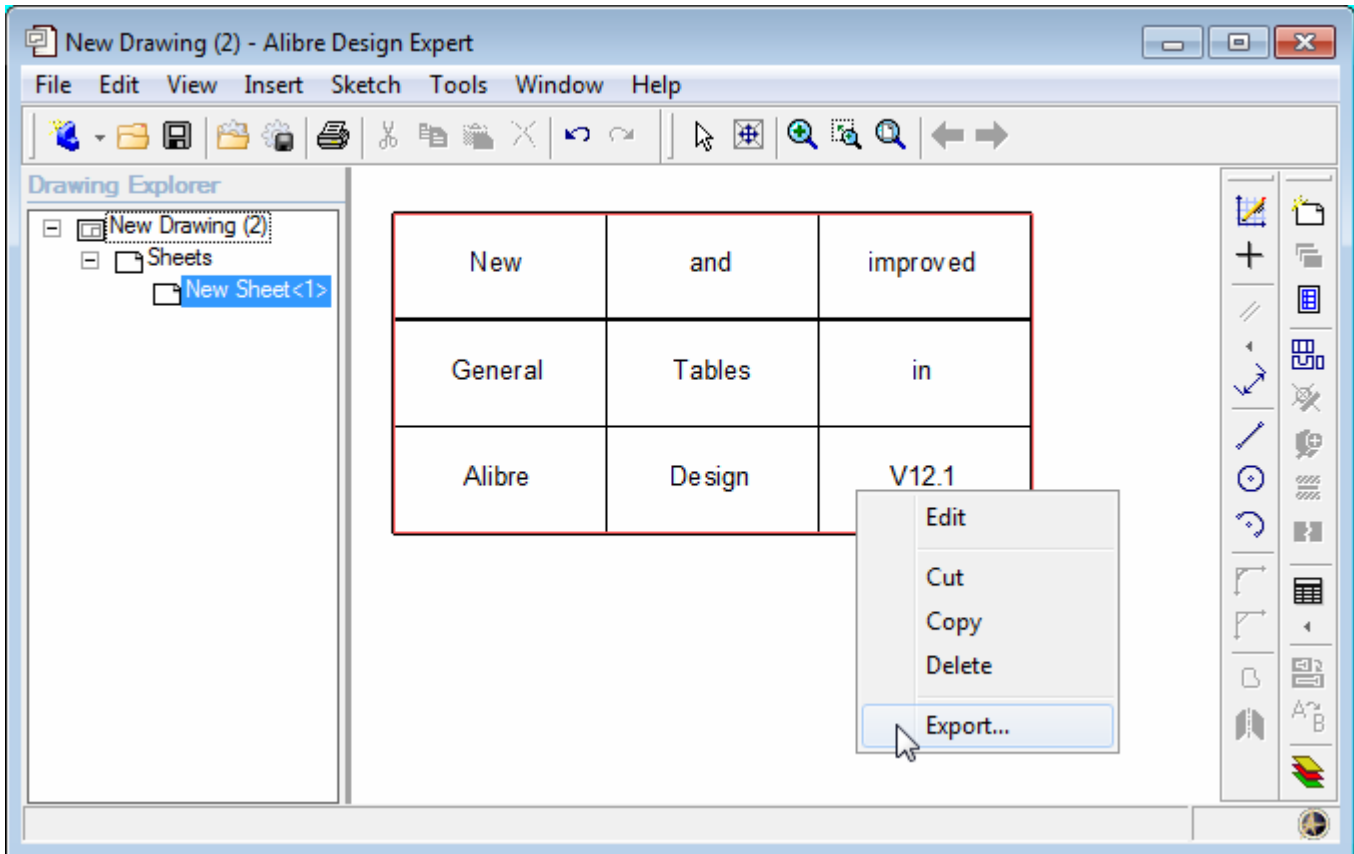 New Drawing (2) - Alibre Design Expert
File Edit View Insert Sketch Tools Window Help
Drawing Explorer
New Drawing (2)
Sheets
New Sheet<1>
New and improved
General Tables in
Alibre Design V12.1
Edit
Cut
Copy
Delete
Export...
A B